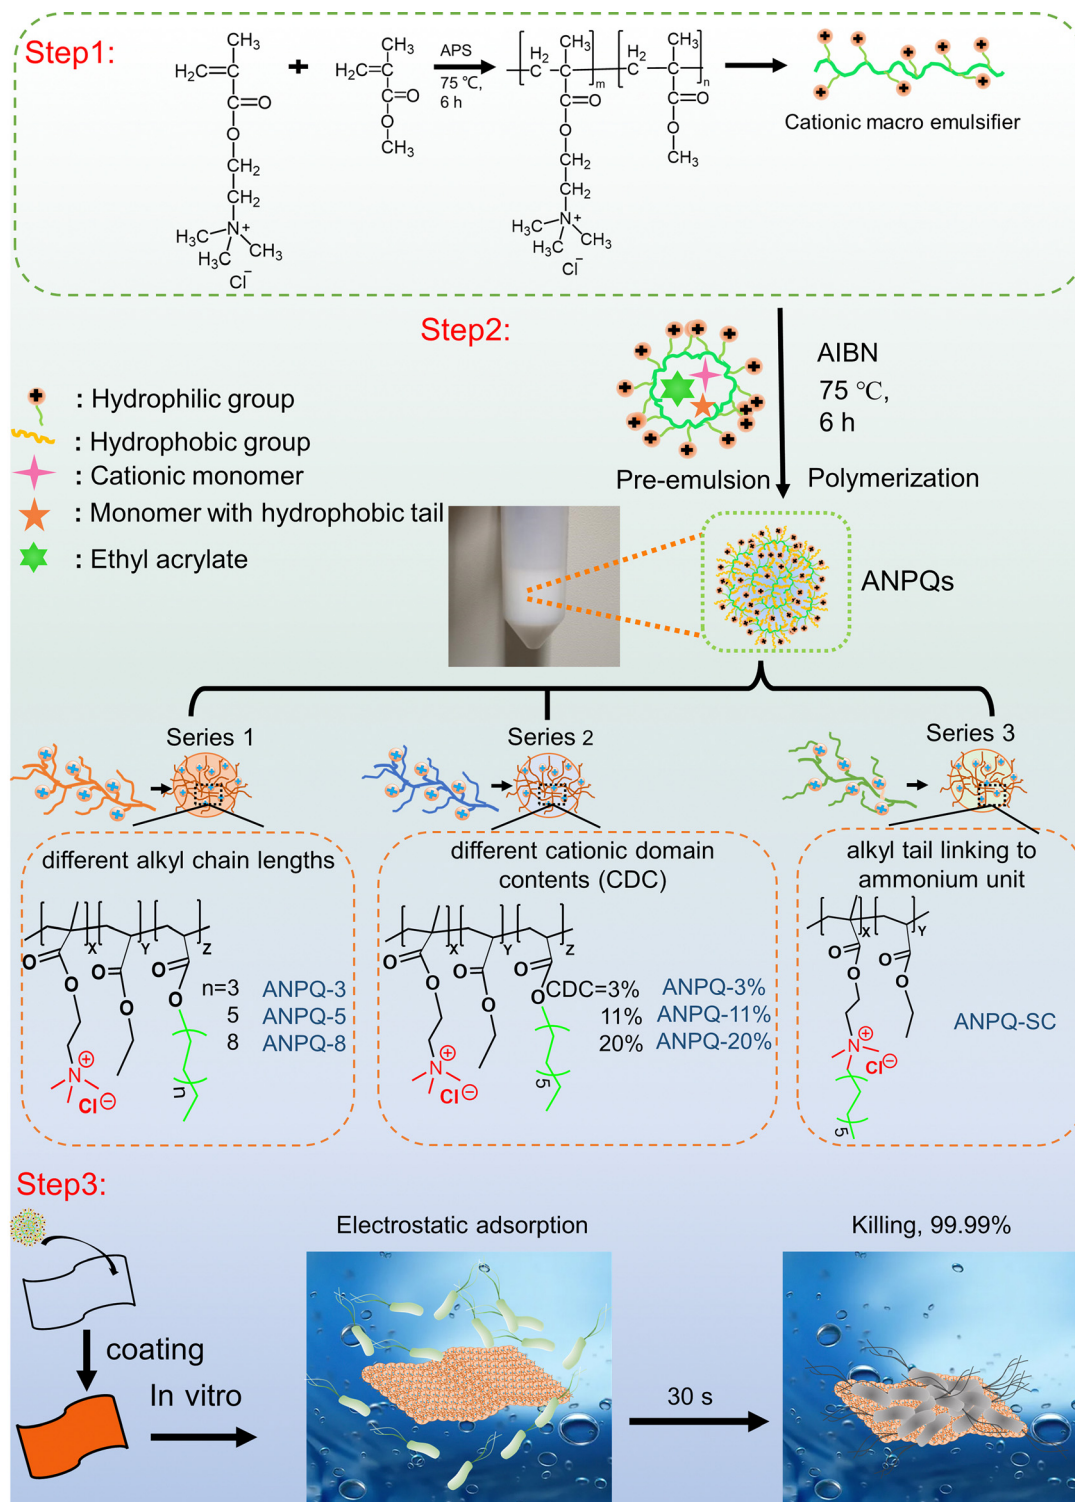 Step1:
CH₃
H₂C
C=O
O
CH₂
CH₂
N⁺
H₃C
H₃C
CH₃
Cl⁻
+
CH₃
H₂C
C=O
O
CH₃
APS
75 ℃,
6 h
H₂
C
CH₃
C
m
C=O
O
CH₂
CH₂
N⁺
H₃C
H₃C
CH₃
Cl⁻
H₂
C
CH₃
C
n
C=O
O
CH₃
Cationic macro emulsifier
Step2:
AIBN
75 ℃,
6 h
Pre-emulsion
Polymerization
: Hydrophilic group
: Hydrophobic group
: Cationic monomer
: Monomer with hydrophobic tail
: Ethyl acrylate
ANPQs
Series 1
Series 2
Series 3
different alkyl chain lengths
X
Y
Z
O
O
O
O
O
O
N
⊕
Cl⊖
n
n=3 ANPQ-3
5 ANPQ-5
8 ANPQ-8
different cationic domain
contents (CDC)
X
Y
Z
O
O
O
O
O
O
N
⊕
Cl⊖
5
CDC=3% ANPQ-3%
11% ANPQ-11%
20% ANPQ-20%
alkyl tail linking to
ammonium unit
X
Y
O
O
O
O
N
⊕
Cl⊖
5
ANPQ-SC
Step3:
coating
In vitro
Electrostatic adsorption
30 s
Killing, 99.99%